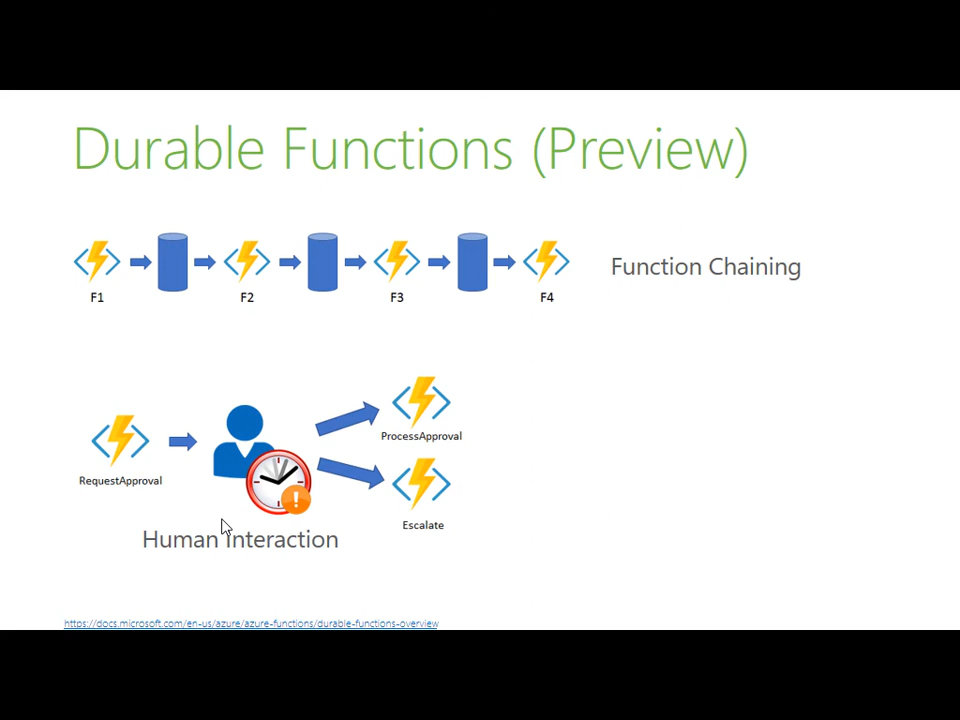 Durable Functions (Preview)
F1
F2
F3
F4
Function Chaining
RequestApproval
ProcessApproval
Escalate
Human Interaction
https://docs.microsoft.com/en-us/azure/azure-functions/durable-functions-overview